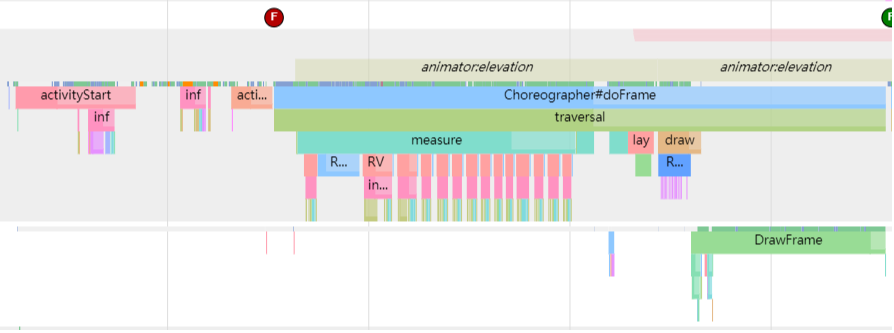 F
F
animator:elevation animator:elevation
activityStart inf acti... Choreographer#doFrame
inf traversal
measure lay draw
R... RV R...
in...
DrawFrame